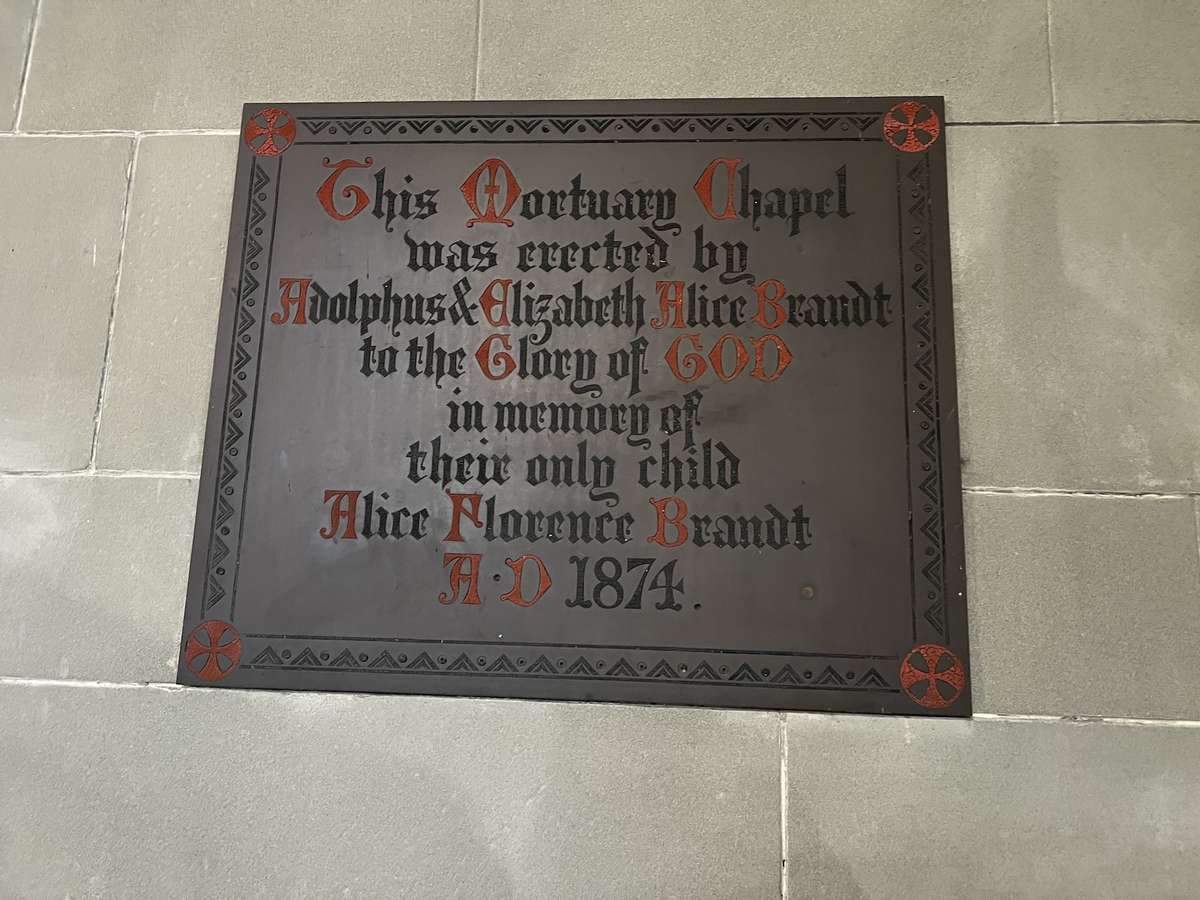 This Mortuary Chapel
was erected by
Adolphus & Elizabeth Alice Brandt
to the Glory of GOD
in memory of
their only child
Alice Florence Brandt
A·D 1874.